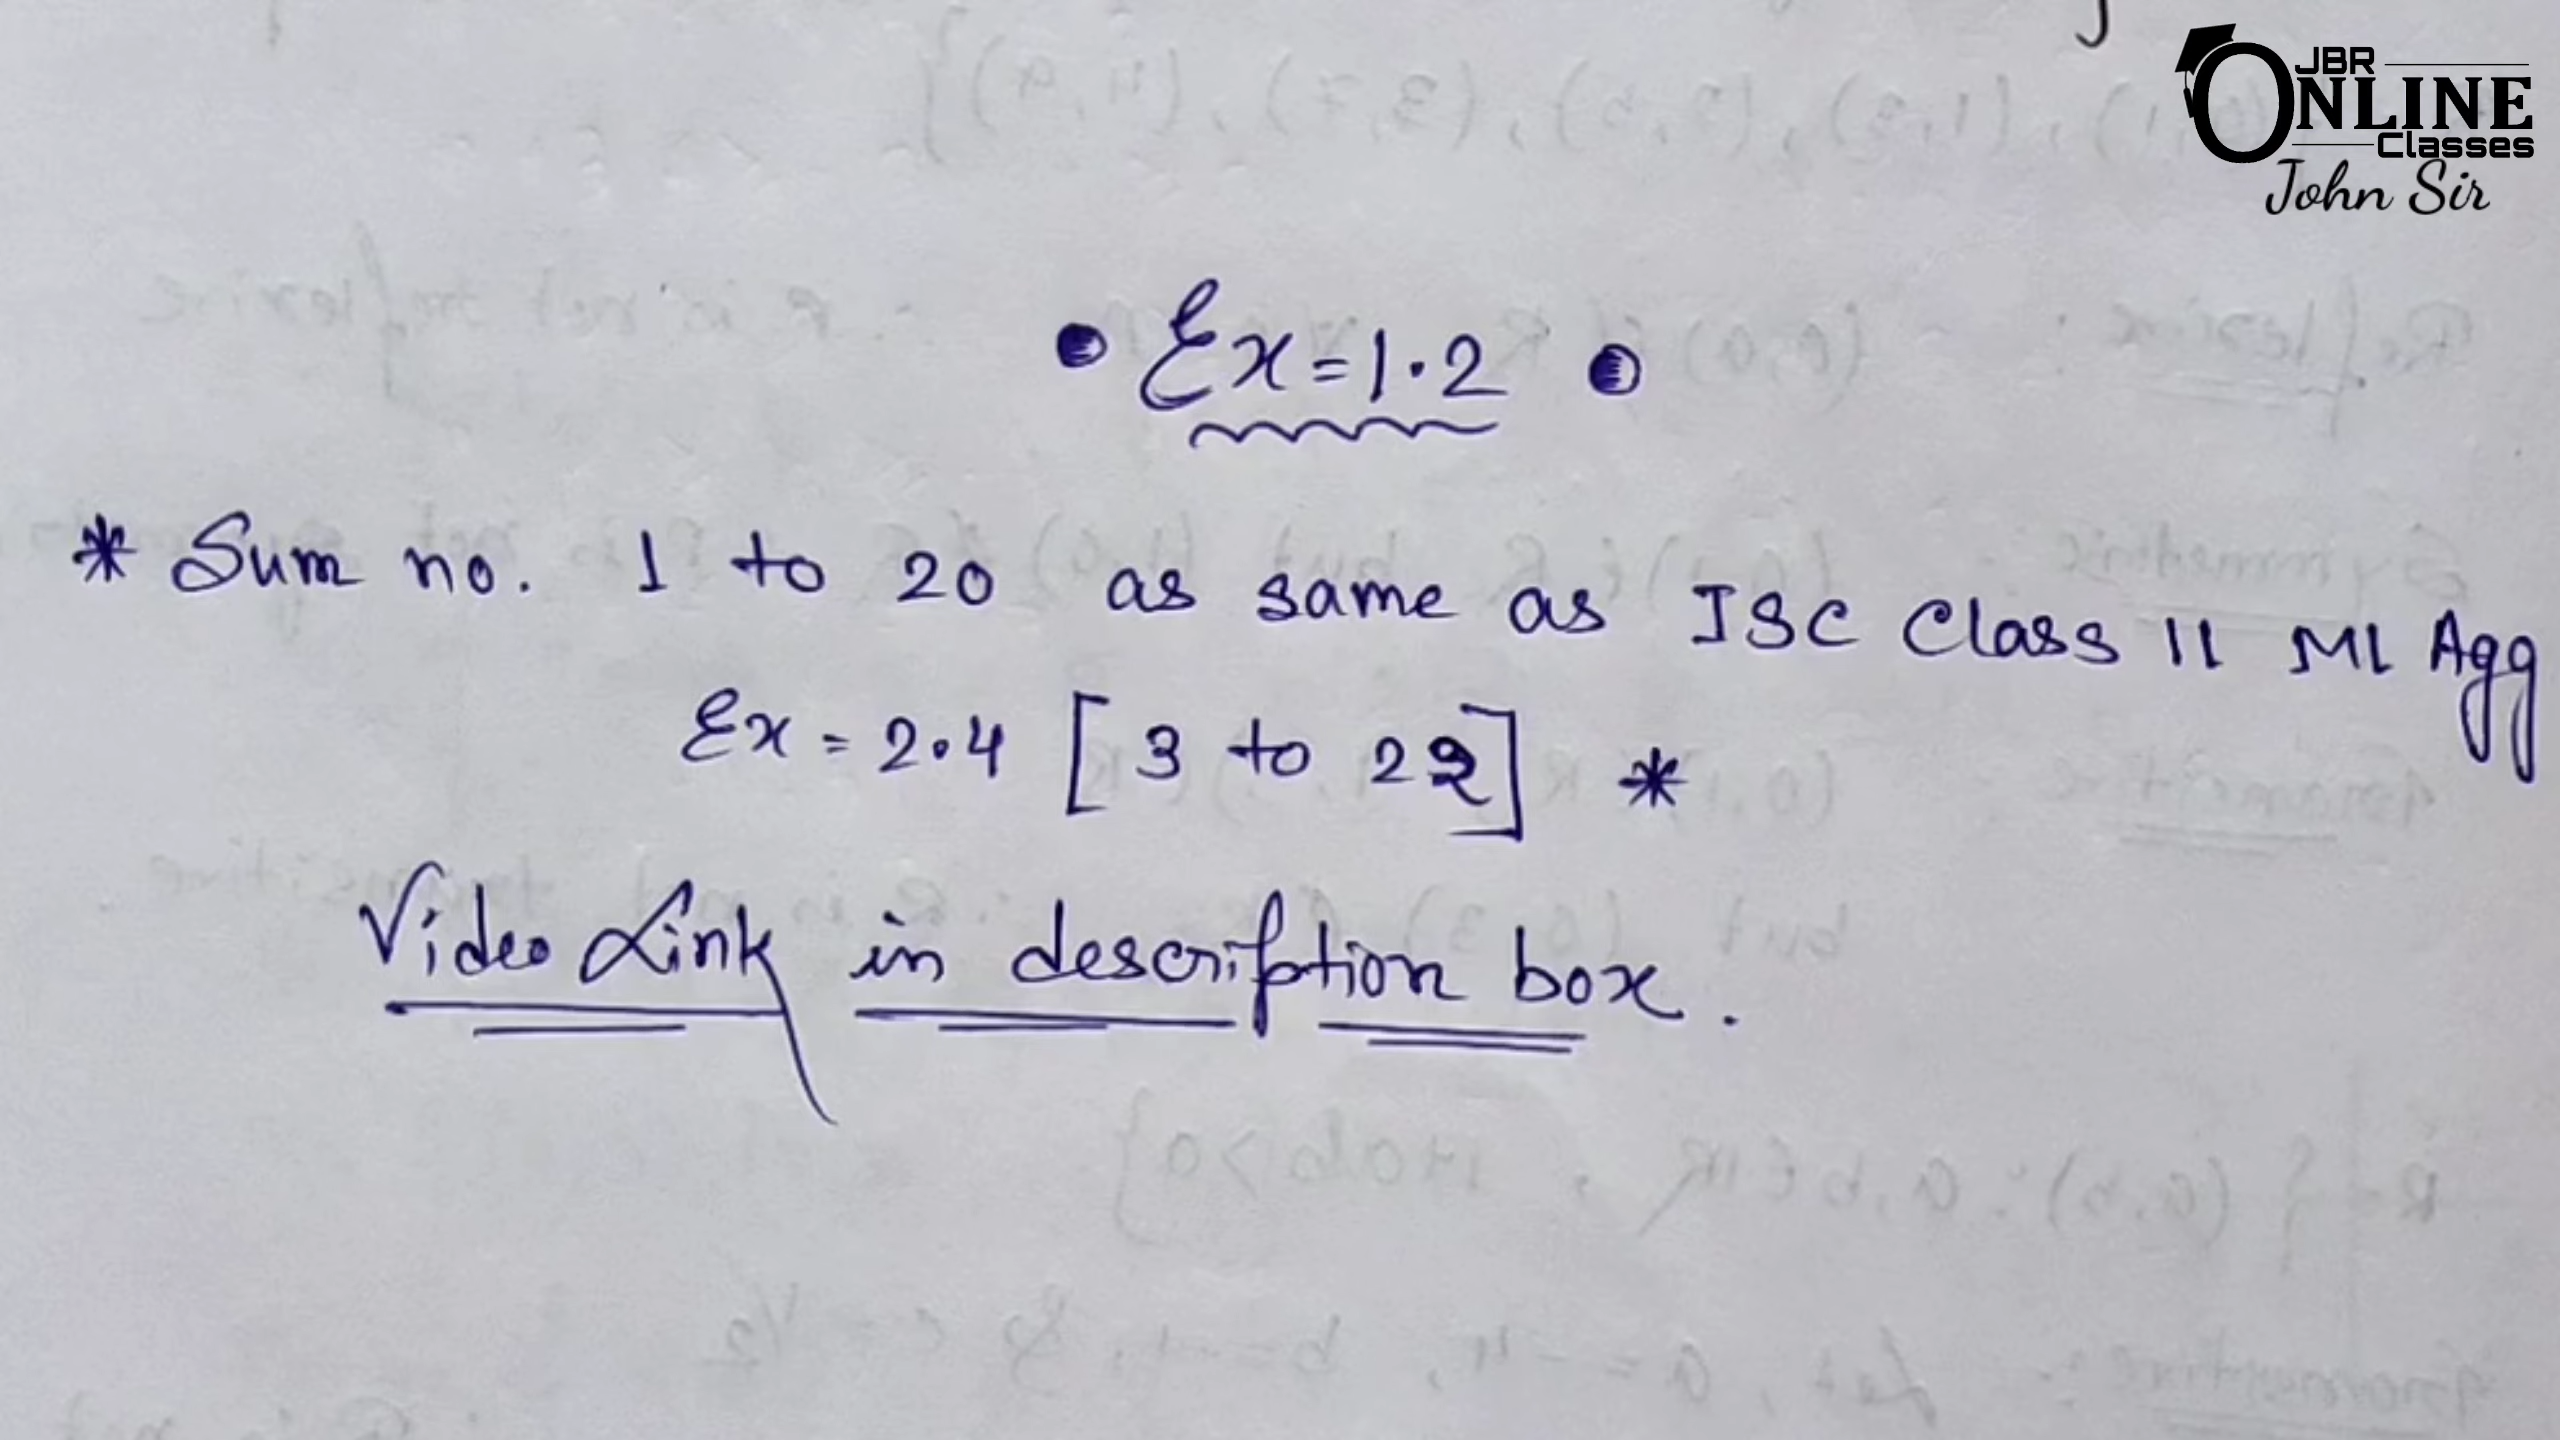 JBR
ONLINE
Classes
John Sir
• Ex = 1.2 •
* Sum no. 1 to 20 as same as ISC Class 11 ML Agg
Ex = 2.4 [3 to 22] *
Video Link in description box.